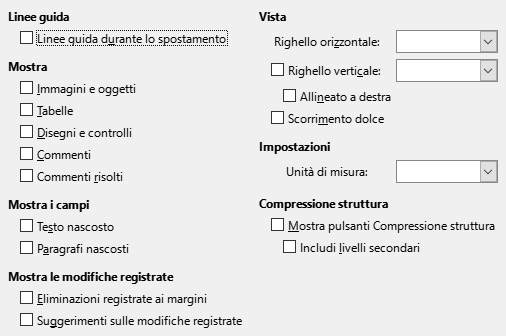 Linee guida
Linee guida durante lo spostamento
Mostra
Immagini e oggetti
Tabelle
Disegni e controlli
Commenti
Commenti risolti
Mostra i campi
Testo nascosto
Paragrafi nascosti
Mostra le modifiche registrate
Eliminazioni registrate ai margini
Suggerimenti sulle modifiche registrate
Vista
Righello orizzontale:
Righello verticale:
Allineato a destra
Scorrimento dolce
Impostazioni
Unità di misura:
Compressione struttura
Mostra pulsanti Compressione struttura
Includi livelli secondari